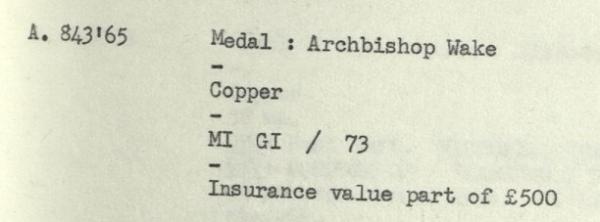 A. 843'65 Medal : Archbishop Wake
-
Copper
-
MI GI / 73
-
Insurance value part of £500